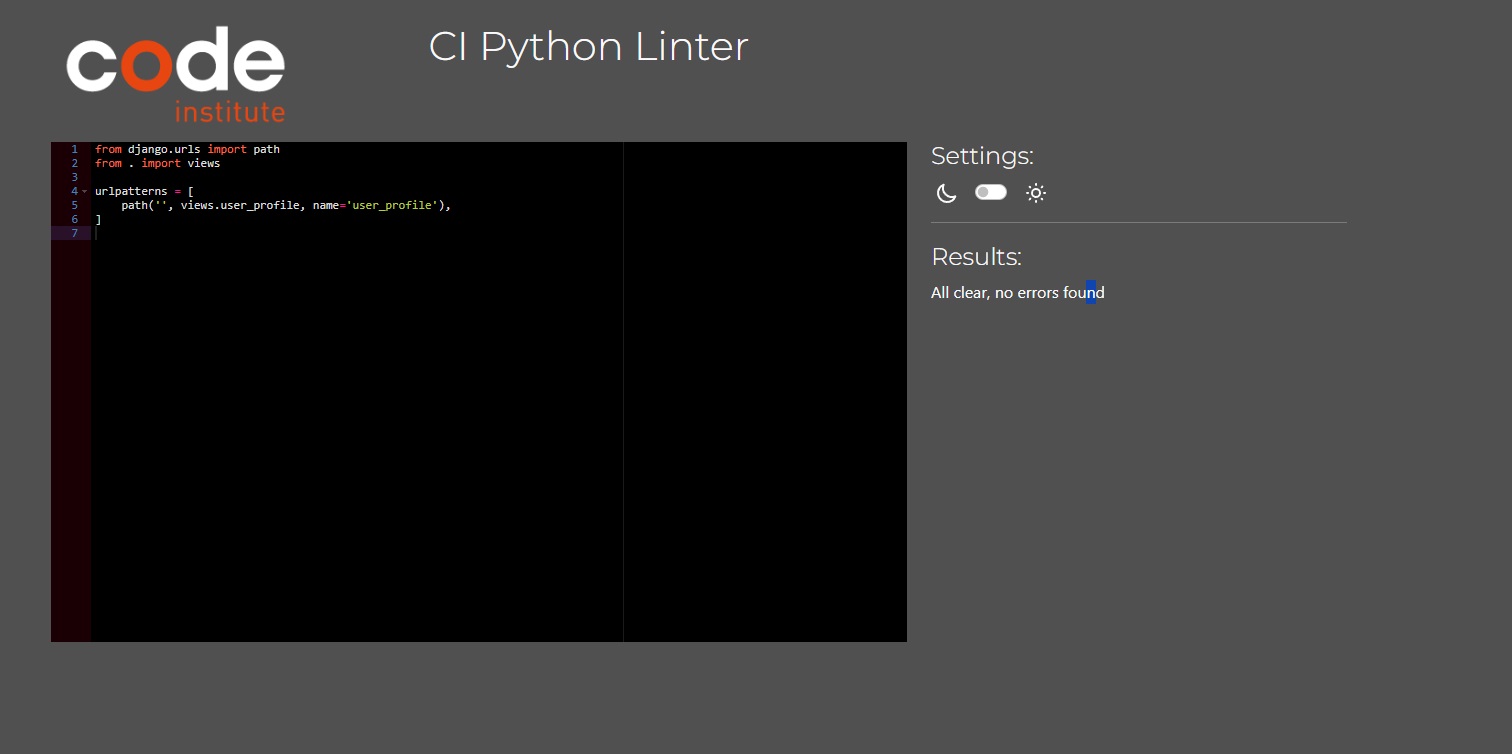 code
institute
CI Python Linter
1 from django.urls import path
2 from . import views
3
4 urlpatterns = [
5     path('', views.user_profile, name='user_profile'),
6 ]
7
Settings:
Results:
All clear, no errors found